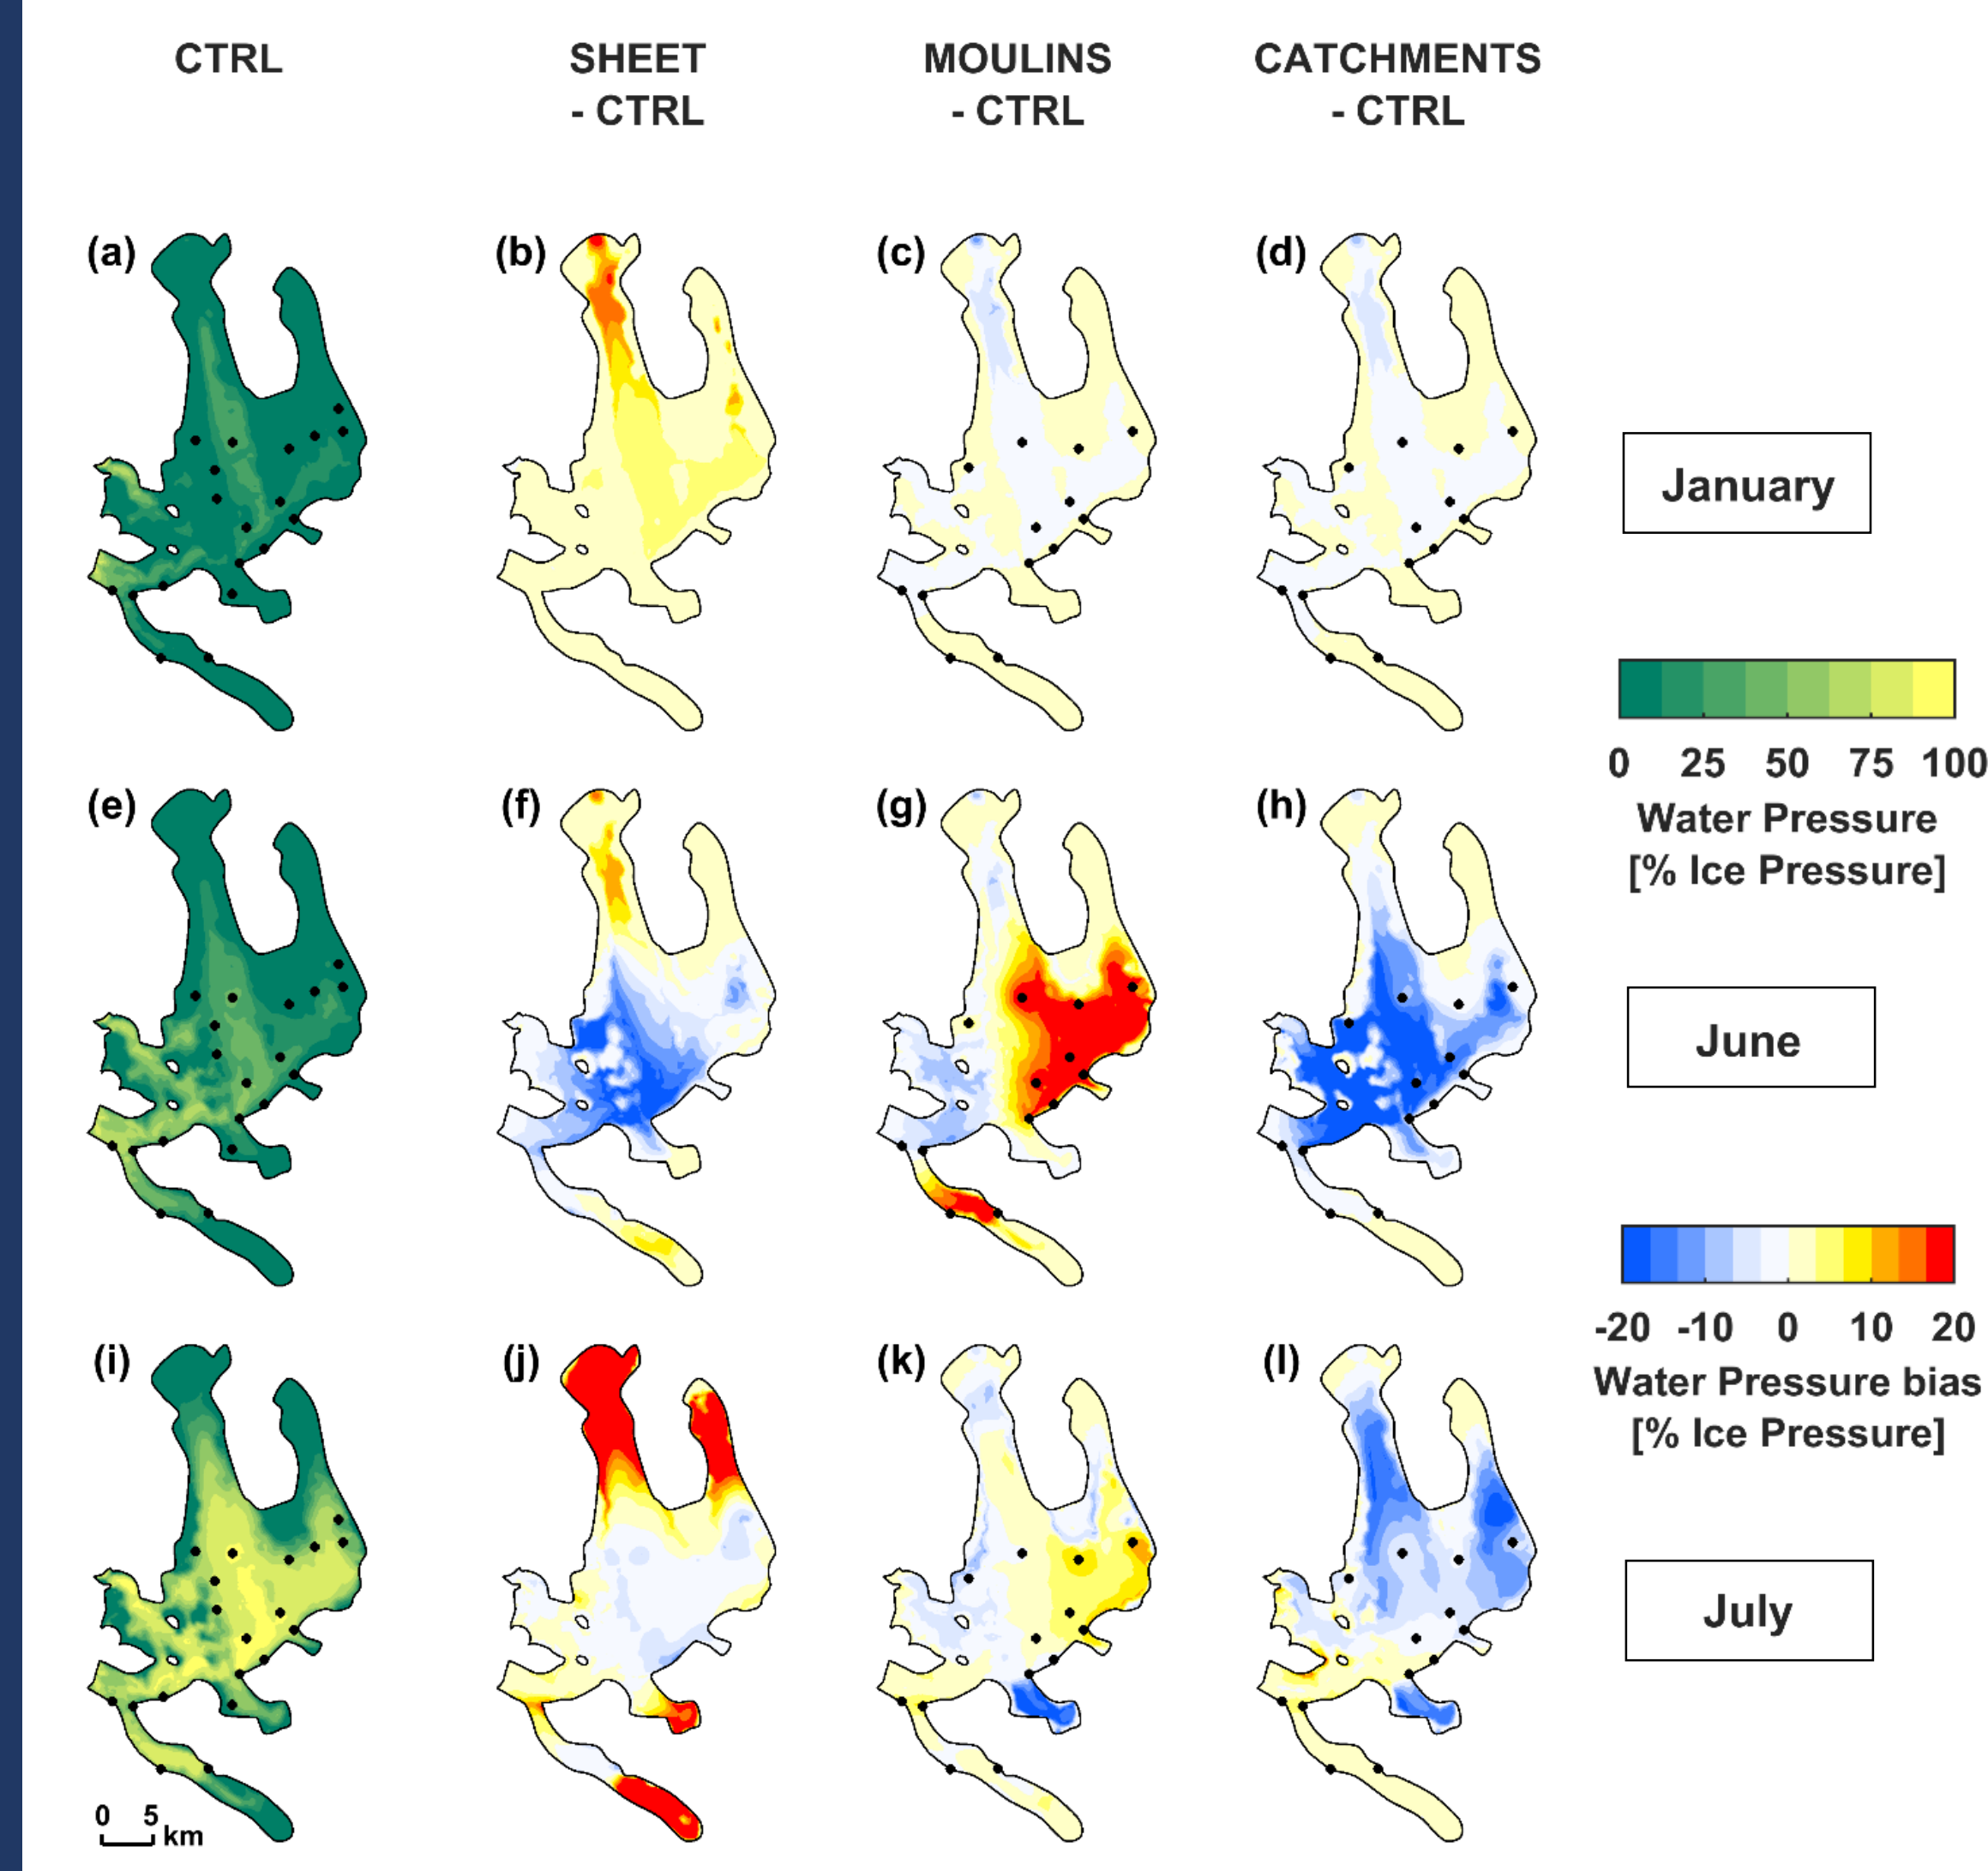 CTRL
SHEET
- CTRL
MOULINS
- CTRL
CATCHMENTS
- CTRL
(a)
(b)
(c)
(d)
January
0 25 50 75 100
Water Pressure
[% Ice Pressure]
(e)
(f)
(g)
(h)
June
-20 -10 0 10 20
Water Pressure bias
[% Ice Pressure]
(i)
(j)
(k)
(l)
July
0 5
km